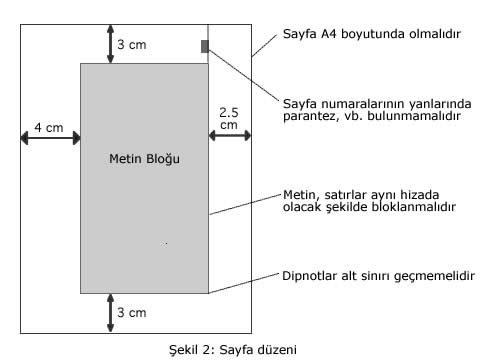 3 cm
Sayfa A4 boyutunda olmalıdır
Sayfa numaralarının yanlarında
parantez, vb. bulunmamalıdır
2.5
cm
4 cm
Metin Bloğu
Metin, satırlar aynı hizada
olacak şekilde bloklanmalıdır
Dipnotlar alt sınırı geçmemelidir
3 cm
Şekil 2: Sayfa düzeni